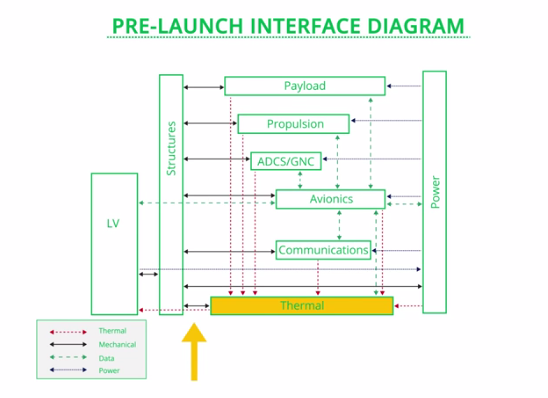 PRE-LAUNCH INTERFACE DIAGRAM
Payload
Propulsion
ADCS/GNC
Avionics
Communications
Thermal
Structures
Power
LV
Thermal
Mechanical
Data
Power